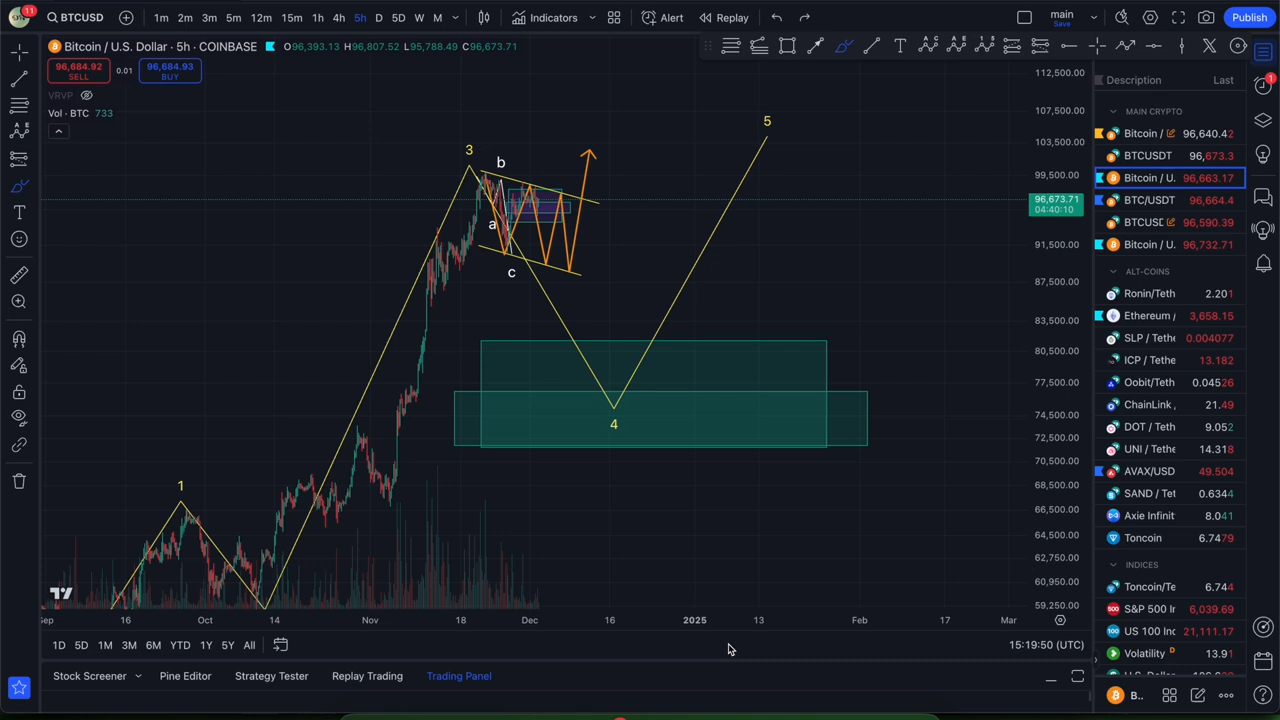 11
BTCUSD
1m 2m 3m 5m 12m 15m 1h 4h 5h 2h D 5D W M
Indicators
Alert
Replay
main
Save
Publish
Bitcoin / U.S. Dollar · 5h · COINBASE
O96,393.13 H96,807.52 L95,788.49 C96,673.71
96,684.92
SELL
0.01
96,684.93
BUY
VRVP
Vol · BTC 733
112,500.00
107,500.00
103,500.00
99,500.00
96,673.71
04:40:10
91,500.00
87,500.00
83,500.00
80,500.00
77,500.00
74,500.00
72,500.00
70,500.00
68,500.00
66,500.00
64,500.00
62,750.00
60,950.00
59,250.00
1
3
b
a
c
4
5
Sep 16 Oct 14 Nov 18 Dec 16 2025 13 Feb 17 Mar
1D 5D 1M 3M 6M YTD 1Y 5Y All
15:19:50 (UTC)
Stock Screener
Pine Editor
Strategy Tester
Replay Trading
Trading Panel
Description Last
1
MAIN CRYPTO
Bitcoin / 96,640.42
BTCUSDT 96,673.3
Bitcoin / U. 96,663.17
BTC/USDT 96,664.4
BTCUSE 96,590.39
Bitcoin / U. 96,732.71
ALT-COINS
Ronin/Teth 2.201
Ethereum / 3,658.15
SLP / Tethe 0.004077
ICP / Tethe 13.182
Oobit/Teth 0.04526
ChainLink , 21.49
DOT / Teth 9.052
UNI / Tethe 14.318
AVAX/USD 49.504
SAND / Tet 0.6344
Axie Infinit 8.041
Toncoin 6.7479
INDICES
Toncoin/Te 6.744
S&P 500 Ir 6,039.69
US 100 Inc 21,111.17
Volatility D 13.91
B..